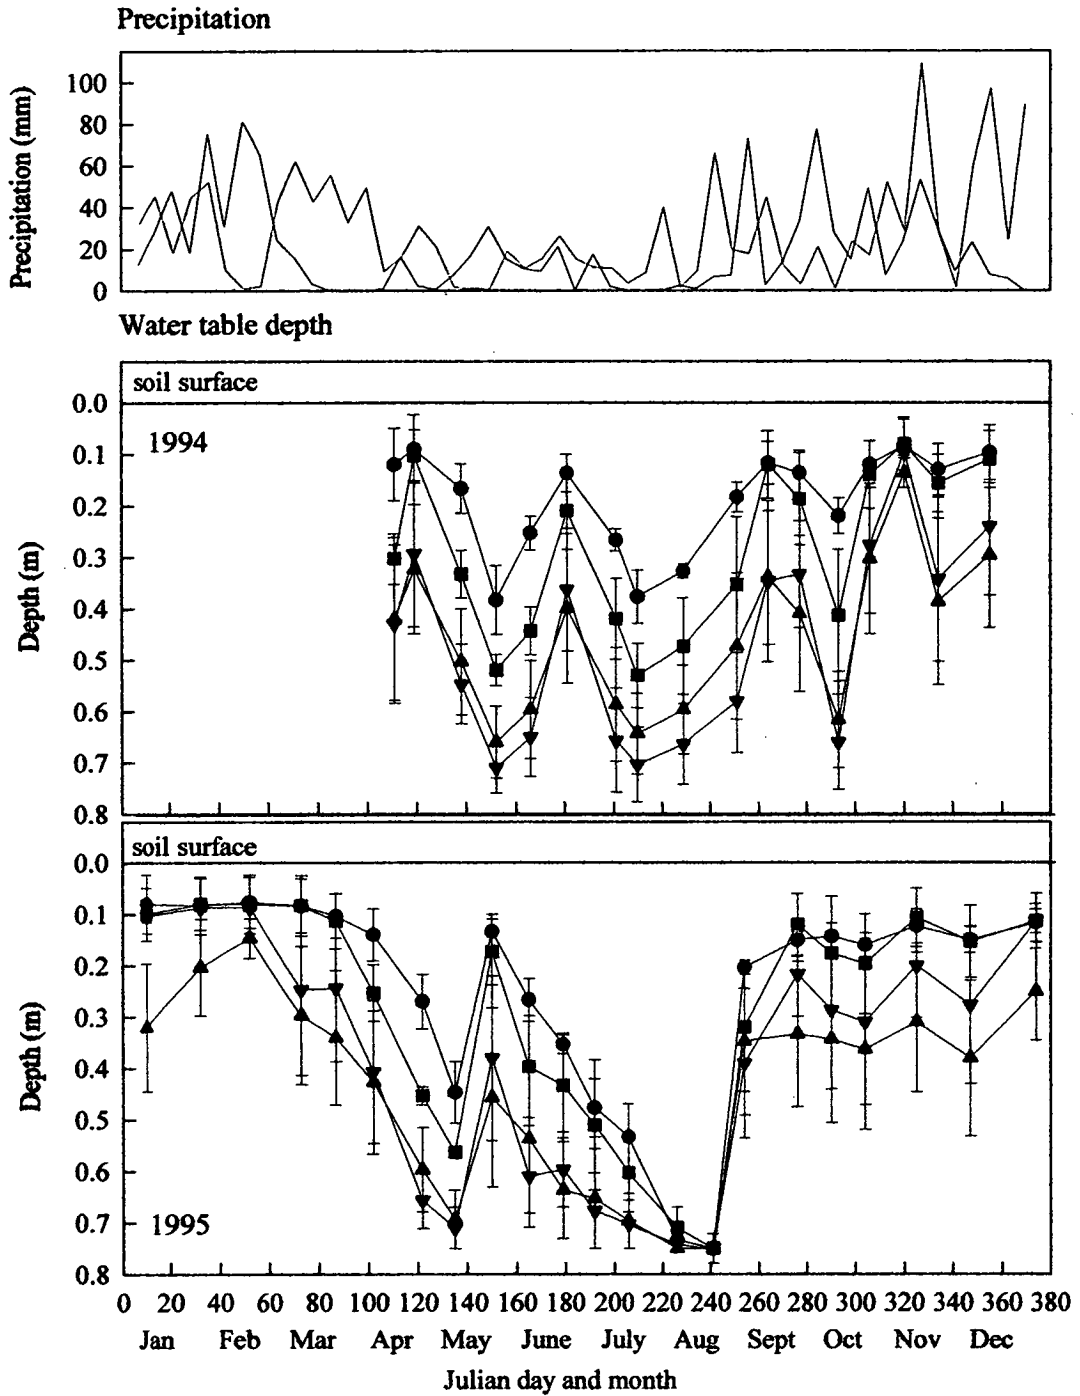 Precipitation
Precipitation (mm)
100
80
60
40
20
0
Water table depth
soil surface
1994
Depth (m)
0.0
0.1
0.2
0.3
0.4
0.5
0.6
0.7
0.8
soil surface
1995
Depth (m)
0.0
0.1
0.2
0.3
0.4
0.5
0.6
0.7
0.8
0 20 40 60 80 100 120 140 160 180 200 220 240 260 280 300 320 340 360 380
Jan Feb Mar Apr May June July Aug Sept Oct Nov Dec
Julian day and month